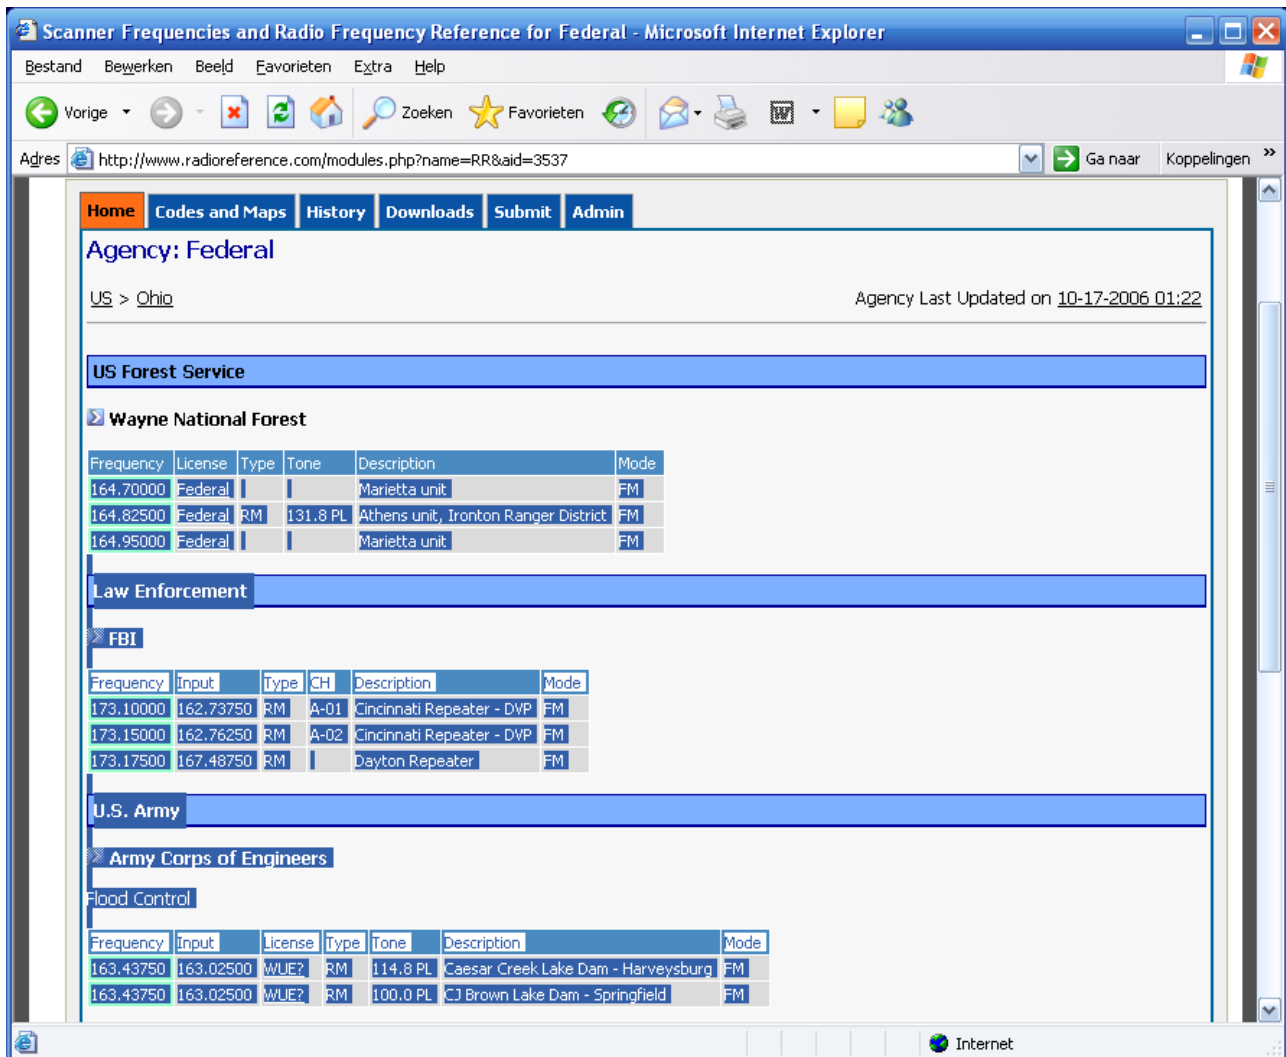 Scanner Frequencies and Radio Frequency Reference for Federal - Microsoft Internet Explorer
Bestand Bewerken Beeld Favorieten Extra Help
Vorige Zoeken Favorieten
Adres http://www.radioreference.com/modules.php?name=RR&aid=3537 Ga naar Koppelingen »
Home Codes and Maps History Downloads Submit Admin
Agency: Federal
US > Ohio Agency Last Updated on 10-17-2006 01:22
US Forest Service
Wayne National Forest
Frequency License Type Tone Description Mode
164.70000 Federal Marietta unit FM
164.82500 Federal RM 131.8 PL Athens unit, Ironton Ranger District FM
164.95000 Federal Marietta unit FM
Law Enforcement
FBI
Frequency Input Type CH Description Mode
173.10000 162.73750 RM A-01 Cincinnati Repeater - DVP FM
173.15000 162.76250 RM A-02 Cincinnati Repeater - DVP FM
173.17500 167.48750 RM Dayton Repeater FM
U.S. Army
Army Corps of Engineers
Flood Control
Frequency Input License Type Tone Description Mode
163.43750 163.02500 WUE? RM 114.8 PL Caesar Creek Lake Dam - Harveysburg FM
163.43750 163.02500 WUE? RM 100.0 PL CJ Brown Lake Dam - Springfield FM
Internet